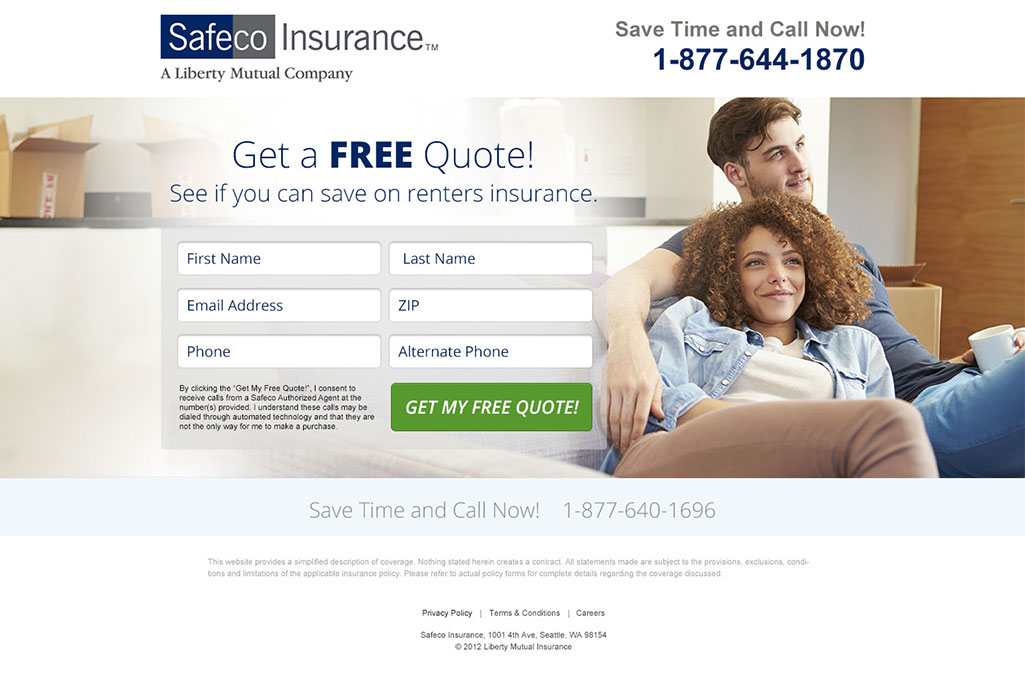 Safeco Insurance™
A Liberty Mutual Company
Save Time and Call Now!
1-877-644-1870
Get a FREE Quote!
See if you can save on renters insurance.
First Name
Last Name
Email Address
ZIP
Phone
Alternate Phone
By clicking the "Get My Free Quote!", I consent to
receive calls from a Safeco Authorized Agent at the
number(s) provided. I understand these calls may be
dialed through automated technology and that they are
not the only way for me to make a purchase.
GET MY FREE QUOTE!
Save Time and Call Now! 1-877-640-1696
This website provides a simplified description of coverage. Nothing stated herein creates a contract. All statements made are subject to the provisions, exclusions, condi-
tions and limitations of the applicable insurance policy. Please refer to actual policy forms for complete details regarding the coverage discussed.
Privacy Policy | Terms & Conditions | Careers
Safeco Insurance, 1001 4th Ave, Seattle, WA 98154
© 2012 Liberty Mutual Insurance